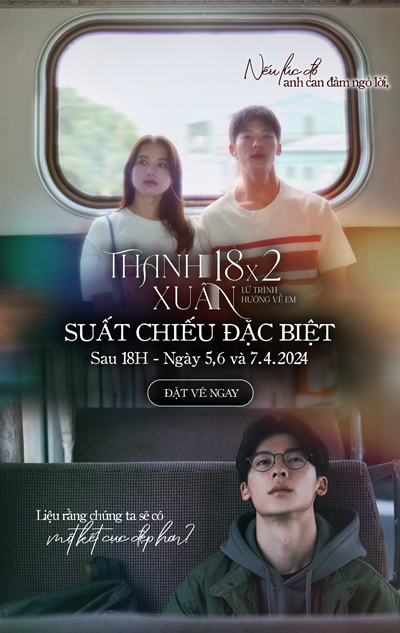 Nếu lúc đó
anh can đảm ngỏ lời,
THANH 18x2
XUÂN LỮ TRÌNH
HƯỚNG VỀ EM
SUẤT CHIẾU ĐẶC BIỆT
Sau 18H - Ngày 5,6 và 7.4.2024
ĐẶT VÉ NGAY
Liệu rằng chúng ta sẽ có
một kết cục đẹp hơn?